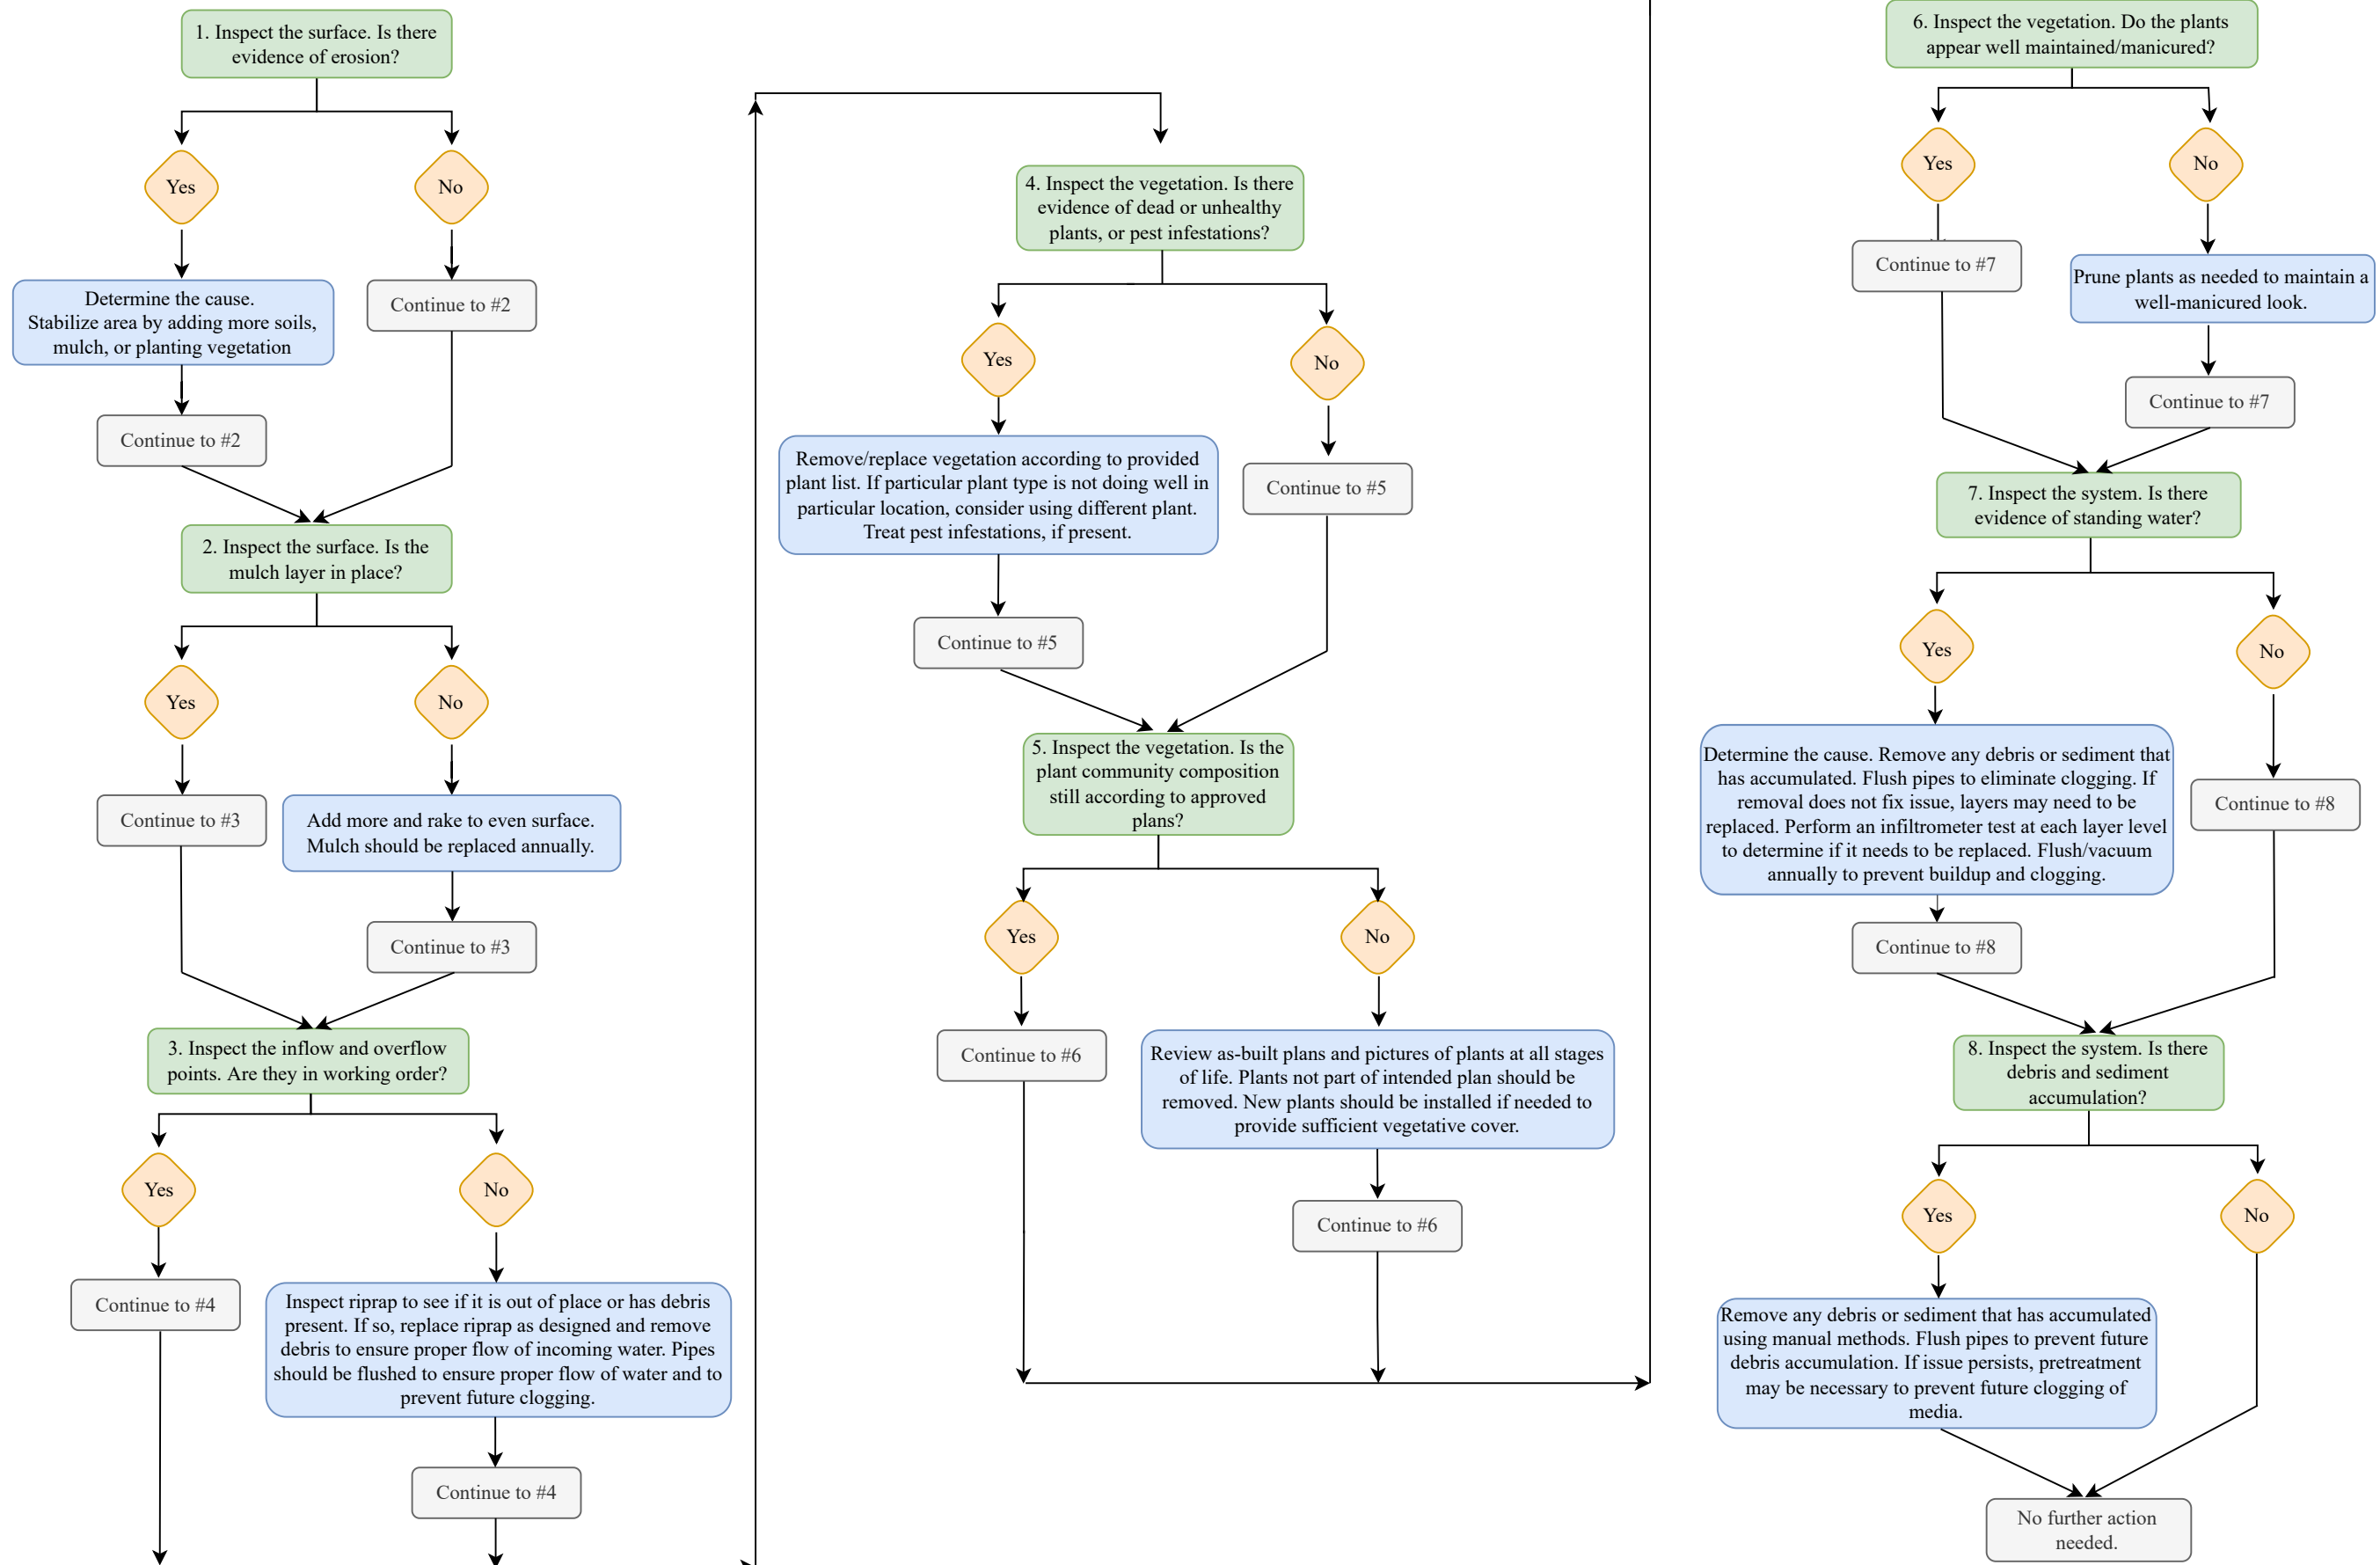 1. Inspect the surface. Is there
evidence of erosion?
Yes
No
Determine the cause.
Stabilize area by adding more soils,
mulch, or planting vegetation
Continue to #2
Continue to #2
2. Inspect the surface. Is the
mulch layer in place?
Yes
No
Continue to #3
Add more and rake to even surface.
Mulch should be replaced annually.
Continue to #3
3. Inspect the inflow and overflow
points. Are they in working order?
Yes
No
Continue to #4
Inspect riprap to see if it is out of place or has debris
present. If so, replace riprap as designed and remove
debris to ensure proper flow of incoming water. Pipes
should be flushed to ensure proper flow of water and to
prevent future clogging.
Continue to #4
4. Inspect the vegetation. Is there
evidence of dead or unhealthy
plants, or pest infestations?
Yes
No
Remove/replace vegetation according to provided
plant list. If particular plant type is not doing well in
particular location, consider using different plant.
Treat pest infestations, if present.
Continue to #5
Continue to #5
5. Inspect the vegetation. Is the
plant community composition
still according to approved
plans?
Yes
No
Continue to #6
Review as-built plans and pictures of plants at all stages
of life. Plants not part of intended plan should be
removed. New plants should be installed if needed to
provide sufficient vegetative cover.
Continue to #6
6. Inspect the vegetation. Do the plants
appear well maintained/manicured?
Yes
No
Continue to #7
Prune plants as needed to maintain a
well-manicured look.
Continue to #7
7. Inspect the system. Is there
evidence of standing water?
Yes
No
Determine the cause. Remove any debris or sediment that
has accumulated. Flush pipes to eliminate clogging. If
removal does not fix issue, layers may need to be
replaced. Perform an infiltrometer test at each layer level
to determine if it needs to be replaced. Flush/vacuum
annually to prevent buildup and clogging.
Continue to #8
Continue to #8
8. Inspect the system. Is there
debris and sediment
accumulation?
Yes
No
Remove any debris or sediment that has accumulated
using manual methods. Flush pipes to prevent future
debris accumulation. If issue persists, pretreatment
may be necessary to prevent future clogging of
media.
No further action
needed.